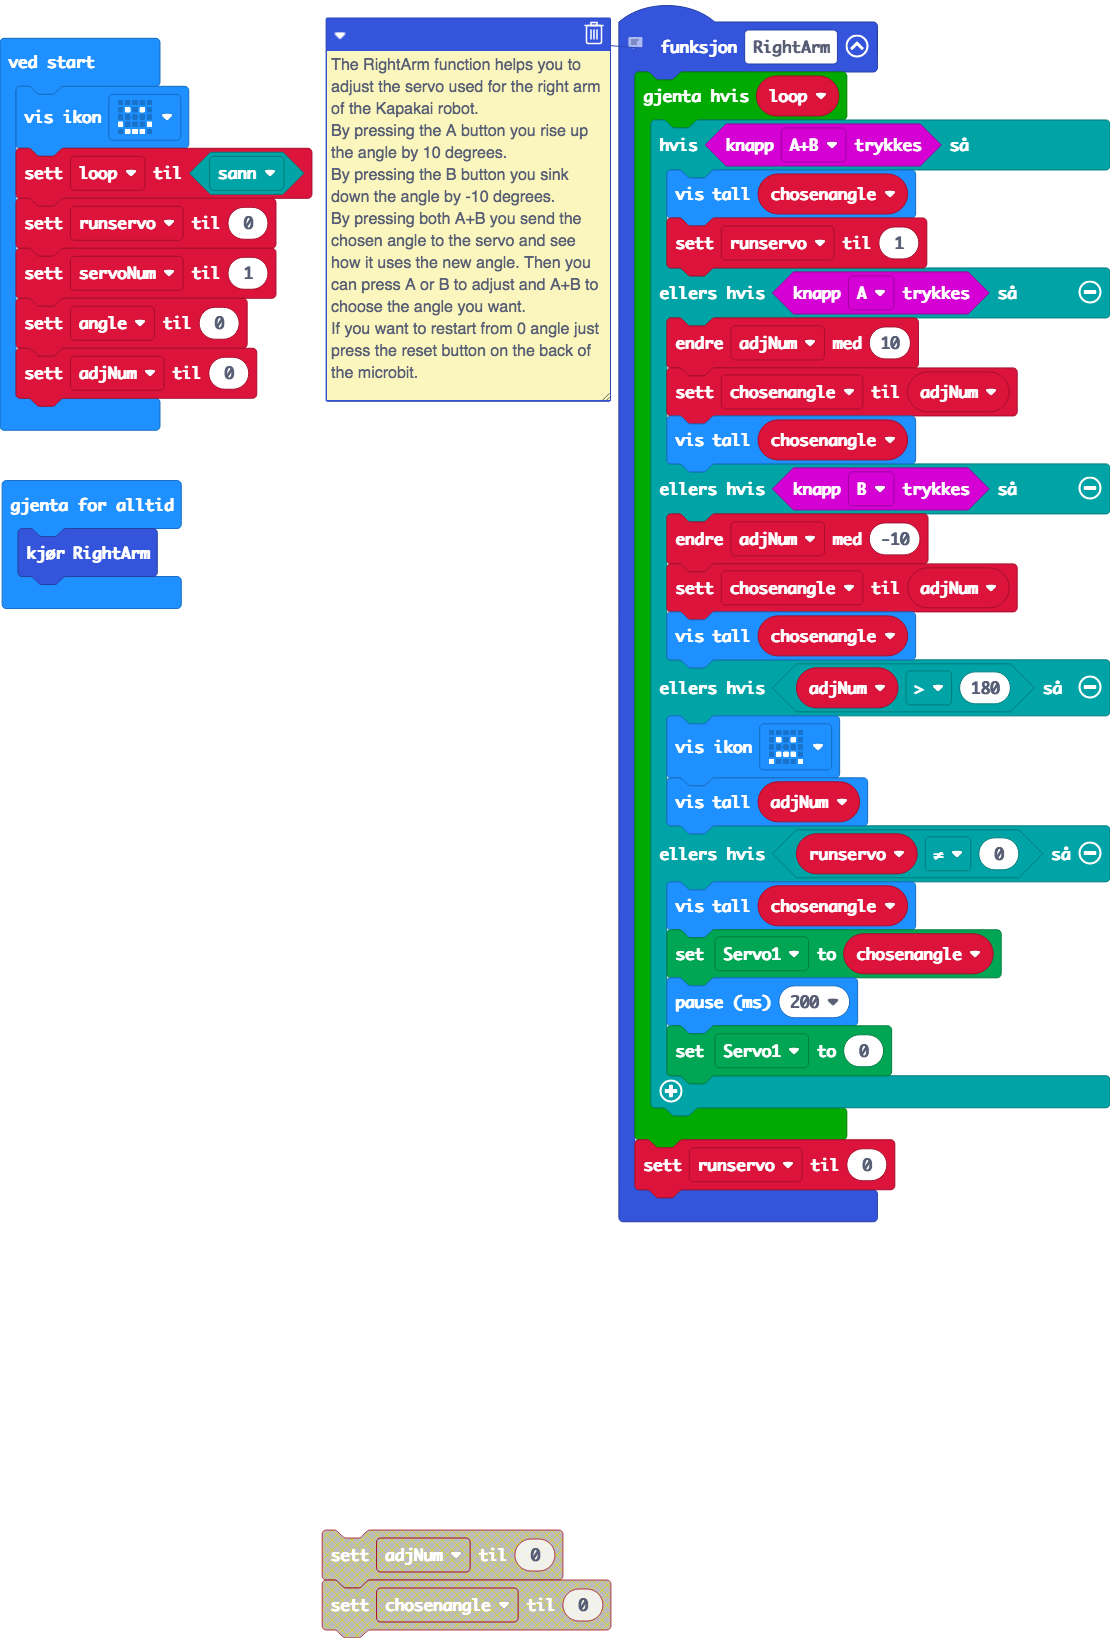 ved start
vis ikon
sett loop til sann
sett runservo til 0
sett servoNum til 1
sett angle til 0
sett adjNum til 0
gjenta for alltid
kjør RightArm
The RightArm function helps you to
adjust the servo used for the right arm
of the Kapakai robot.
By pressing the A button you rise up
the angle by 10 degrees.
By pressing the B button you sink
down the angle by -10 degrees.
By pressing both A+B you send the
chosen angle to the servo and see
how it uses the new angle. Then you
can press A or B to adjust and A+B to
choose the angle you want.
If you want to restart from 0 angle just
press the reset button on the back of
the microbit.
funksjon RightArm
gjenta hvis loop
hvis knapp A+B trykkes så
vis tall chosenangle
sett runservo til 1
ellers hvis knapp A trykkes så
endre adjNum med 10
sett chosenangle til adjNum
vis tall chosenangle
ellers hvis knapp B trykkes så
endre adjNum med -10
sett chosenangle til adjNum
vis tall chosenangle
ellers hvis adjNum > 180 så
vis ikon
vis tall adjNum
ellers hvis runservo ≠ 0 så
vis tall chosenangle
set Servo1 to chosenangle
pause (ms) 200
set Servo1 to 0
sett runservo til 0
sett adjNum til 0
sett chosenangle til 0